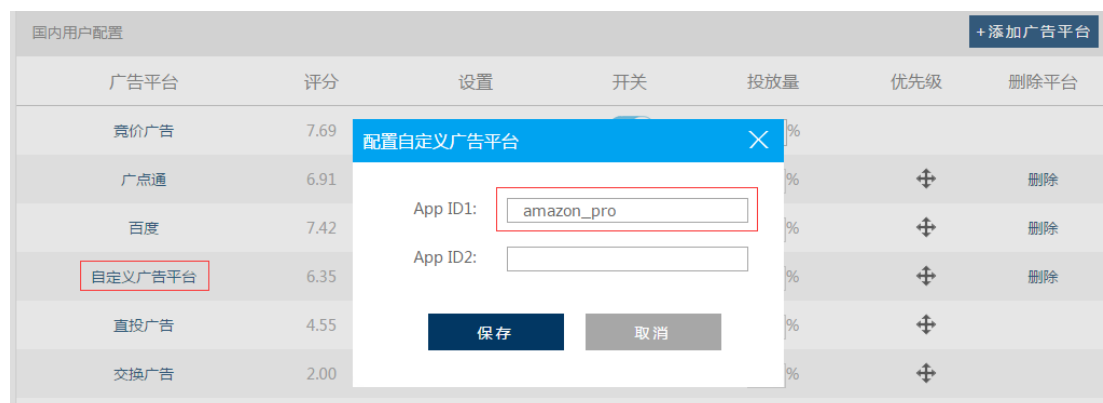 国内用户配置 +添加广告平台
广告平台 评分 设置 开关 投放量 优先级 删除平台
竞价广告 7.69 %
配置自定义广告平台
广点通 6.91 % 删除
App ID1: amazon_pro
百度 7.42 % 删除
App ID2:
自定义广告平台 6.35 % 删除
直投广告 4.55 %
保存 取消
交换广告 2.00 %